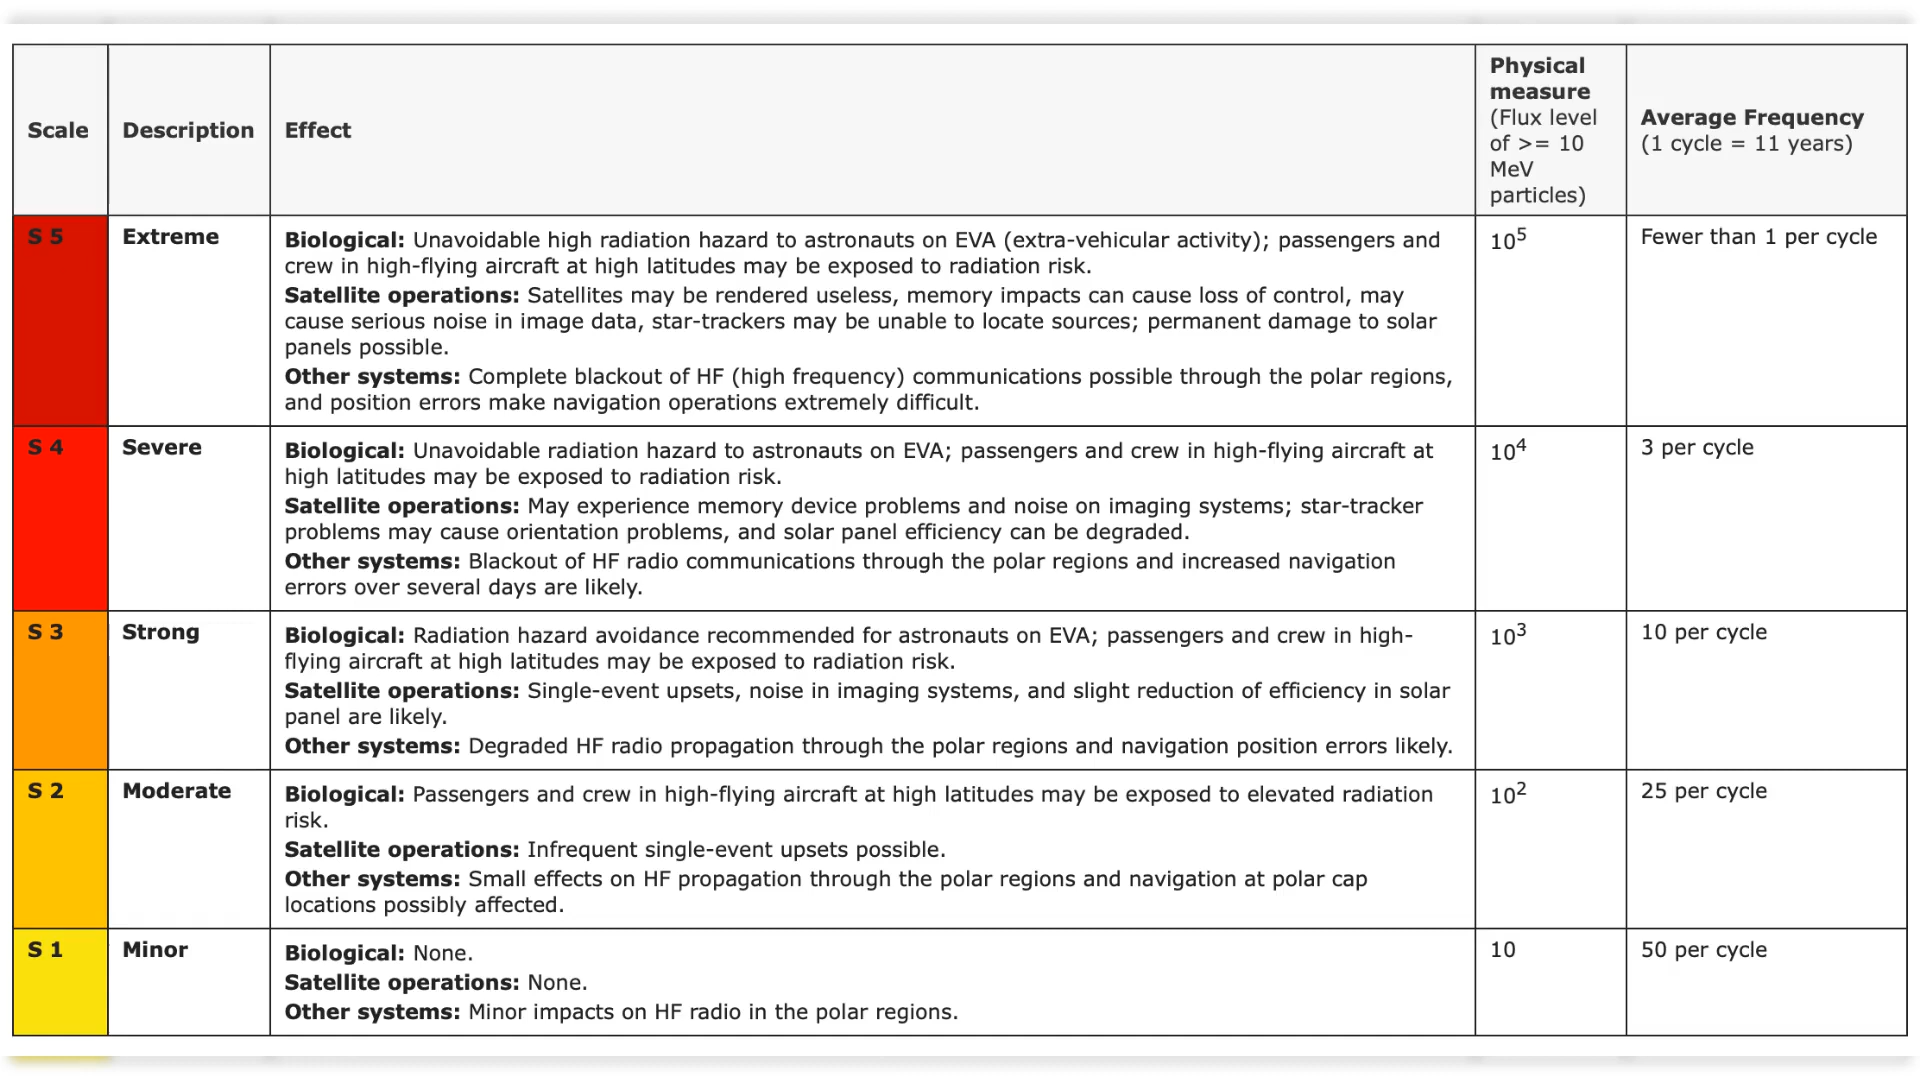 Scale
Description
Effect
Physical
measure
(Flux level
of >= 10
MeV
particles)
Average Frequency
(1 cycle = 11 years)
S 5
Extreme
Biological: Unavoidable high radiation hazard to astronauts on EVA (extra-vehicular activity); passengers and
crew in high-flying aircraft at high latitudes may be exposed to radiation risk.
Satellite operations: Satellites may be rendered useless, memory impacts can cause loss of control, may
cause serious noise in image data, star-trackers may be unable to locate sources; permanent damage to solar
panels possible.
Other systems: Complete blackout of HF (high frequency) communications possible through the polar regions,
and position errors make navigation operations extremely difficult.
10⁵
Fewer than 1 per cycle
S 4
Severe
Biological: Unavoidable radiation hazard to astronauts on EVA; passengers and crew in high-flying aircraft at
high latitudes may be exposed to radiation risk.
Satellite operations: May experience memory device problems and noise on imaging systems; star-tracker
problems may cause orientation problems, and solar panel efficiency can be degraded.
Other systems: Blackout of HF radio communications through the polar regions and increased navigation
errors over several days are likely.
10⁴
3 per cycle
S 3
Strong
Biological: Radiation hazard avoidance recommended for astronauts on EVA; passengers and crew in high-
flying aircraft at high latitudes may be exposed to radiation risk.
Satellite operations: Single-event upsets, noise in imaging systems, and slight reduction of efficiency in solar
panel are likely.
Other systems: Degraded HF radio propagation through the polar regions and navigation position errors likely.
10³
10 per cycle
S 2
Moderate
Biological: Passengers and crew in high-flying aircraft at high latitudes may be exposed to elevated radiation
risk.
Satellite operations: Infrequent single-event upsets possible.
Other systems: Small effects on HF propagation through the polar regions and navigation at polar cap
locations possibly affected.
10²
25 per cycle
S 1
Minor
Biological: None.
Satellite operations: None.
Other systems: Minor impacts on HF radio in the polar regions.
10
50 per cycle